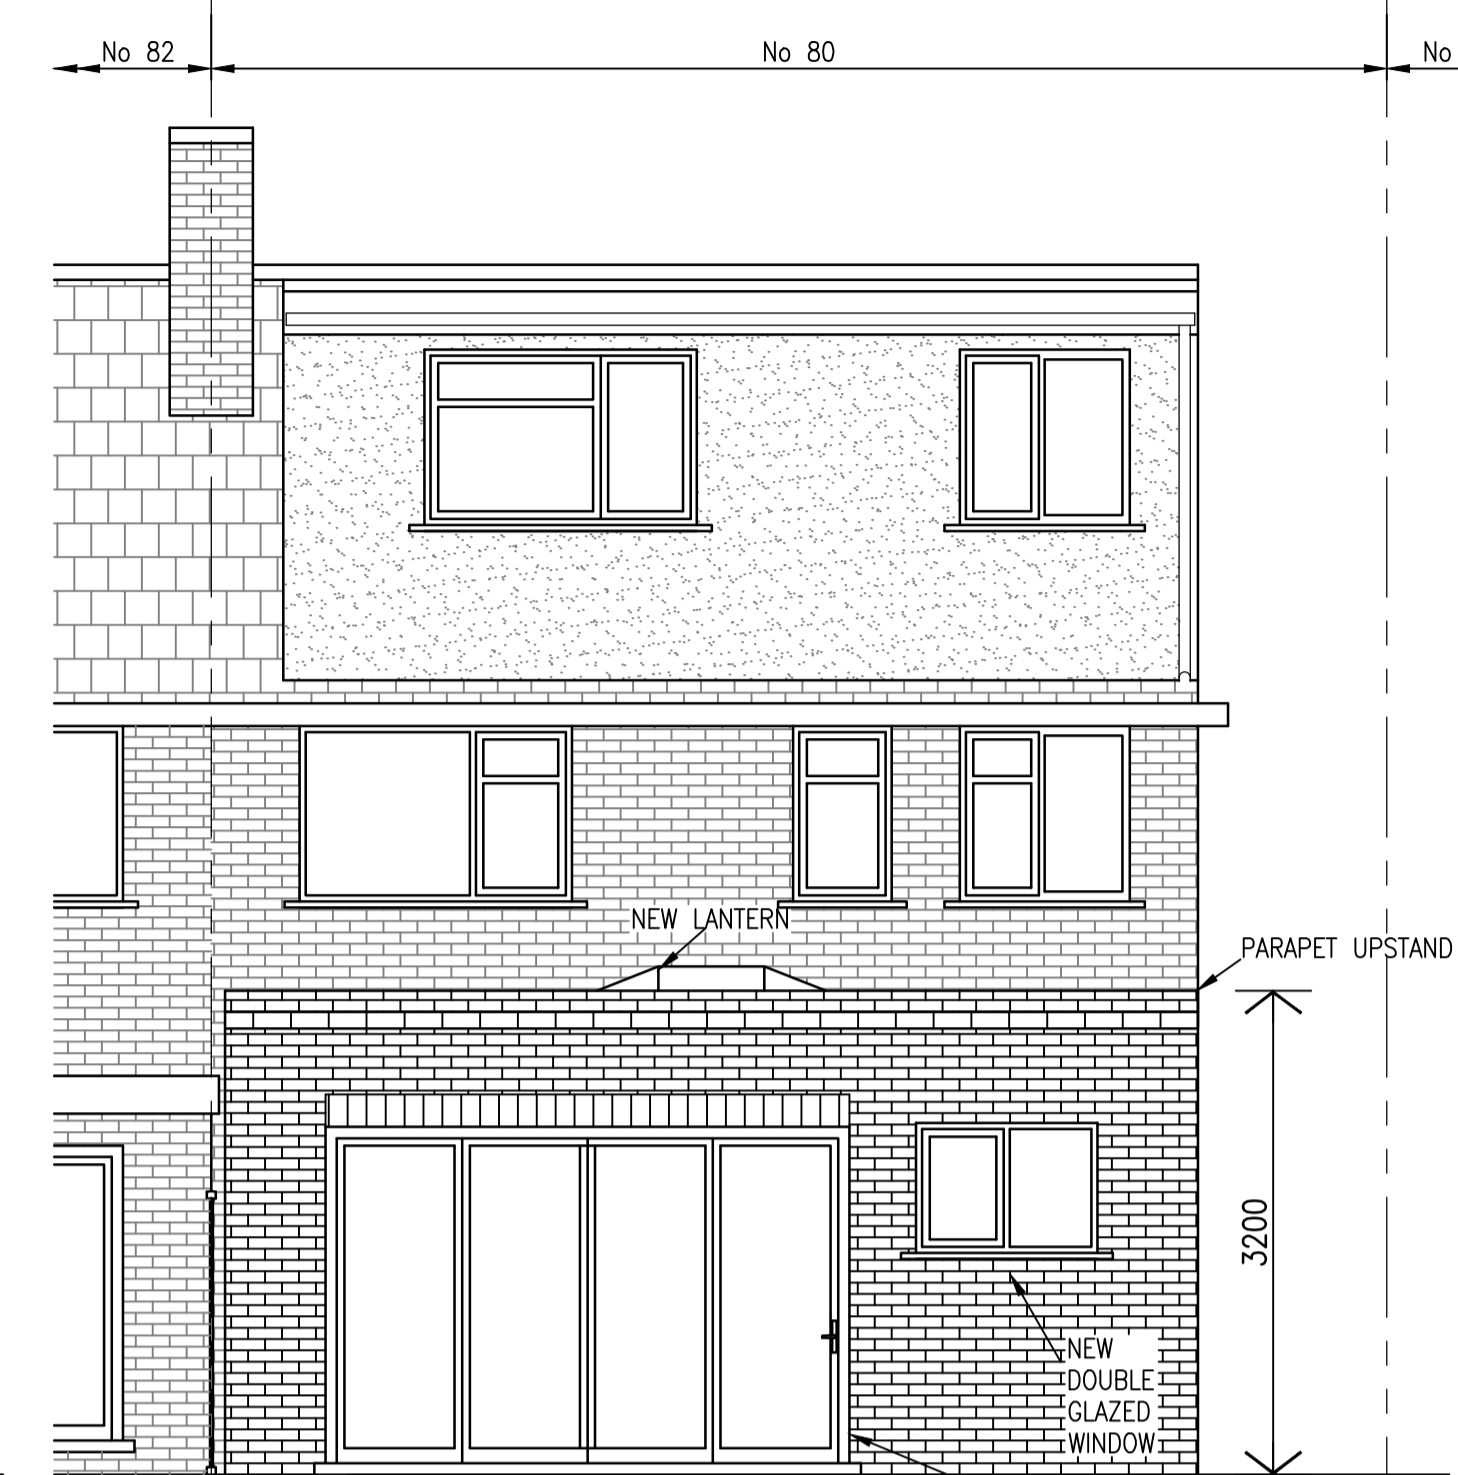 No 82
No 80
No
NEW LANTERN
PARAPET UPSTAND
3200
NEW
DOUBLE
GLAZED
WINDOW